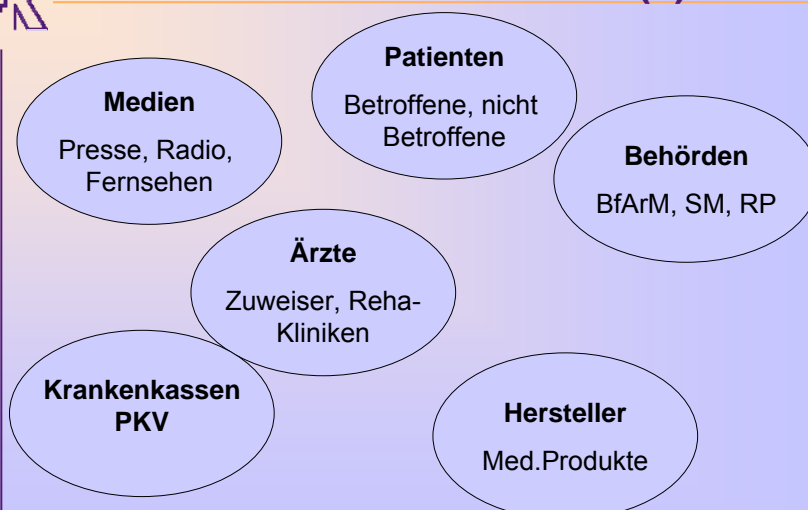 Patienten
Betroffene, nicht
Betroffene
Medien
Presse, Radio,
Fernsehen
Behörden
BfArM, SM, RP
Ärzte
Zuweiser, Reha-
Kliniken
Krankenkassen
PKV
Hersteller
Med.Produkte